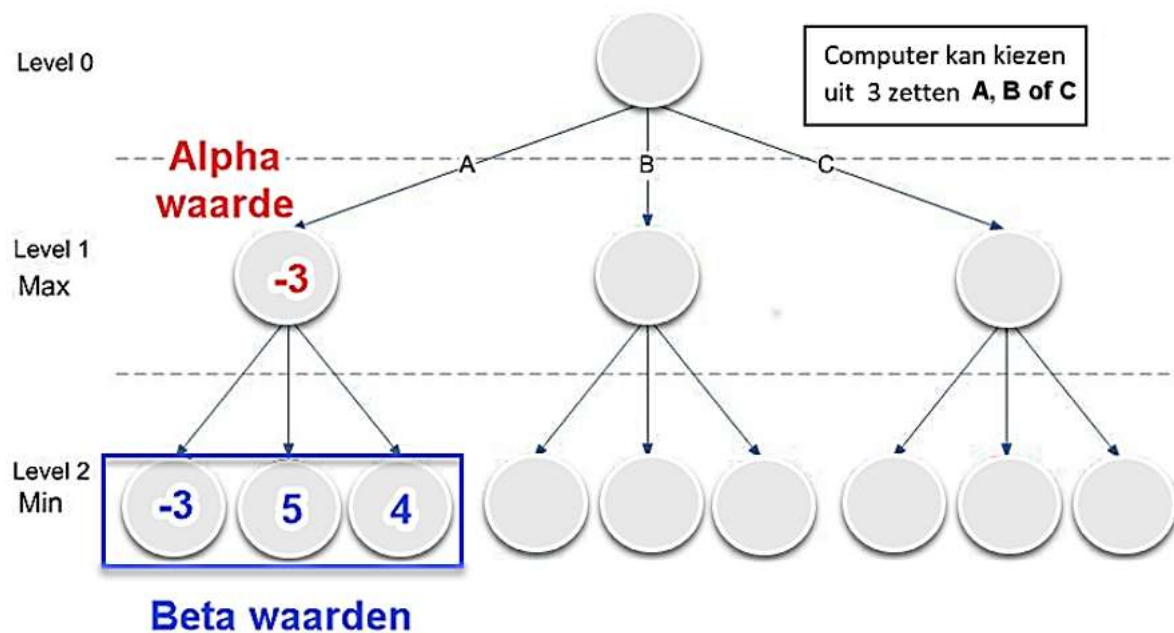 Level 0
Computer kan kiezen
uit 3 zetten A, B of C
Alpha
waarde
A
B
C
Level 1
Max
-3
Level 2
Min
-3
5
4
Beta waarden